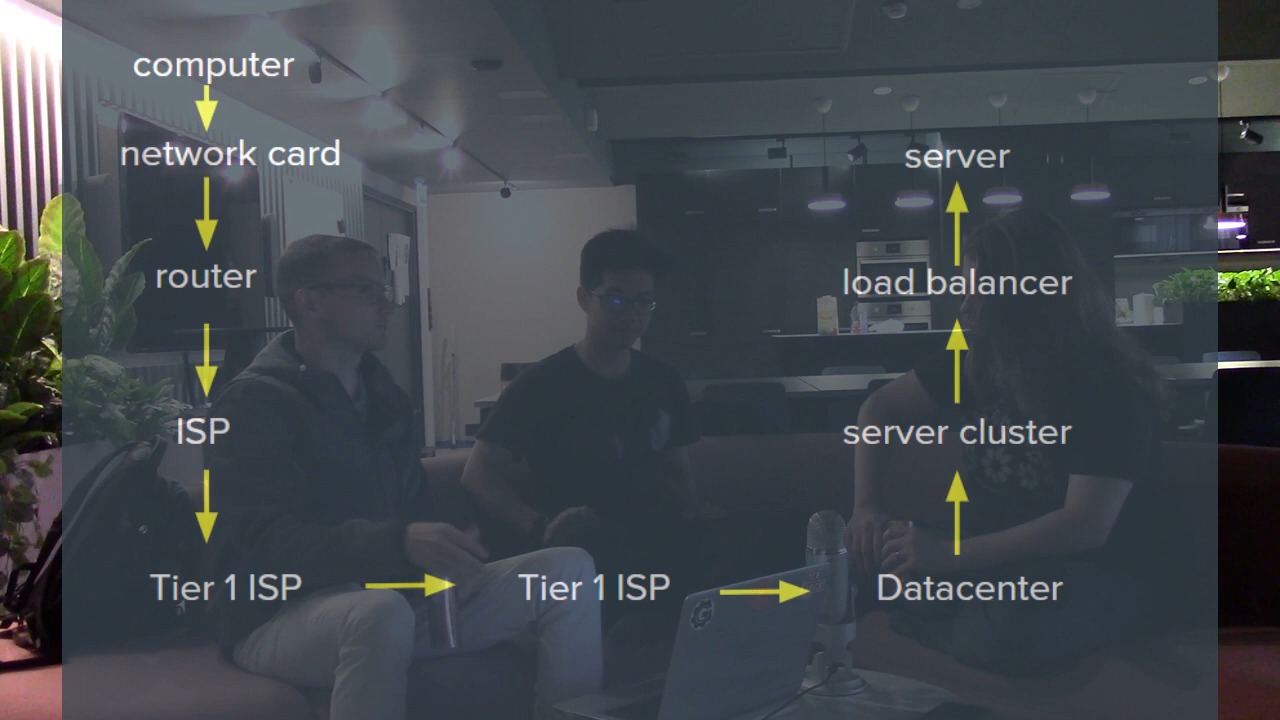 computer
network card
router
ISP
Tier 1 ISP
Tier 1 ISP
Datacenter
server cluster
load balancer
server